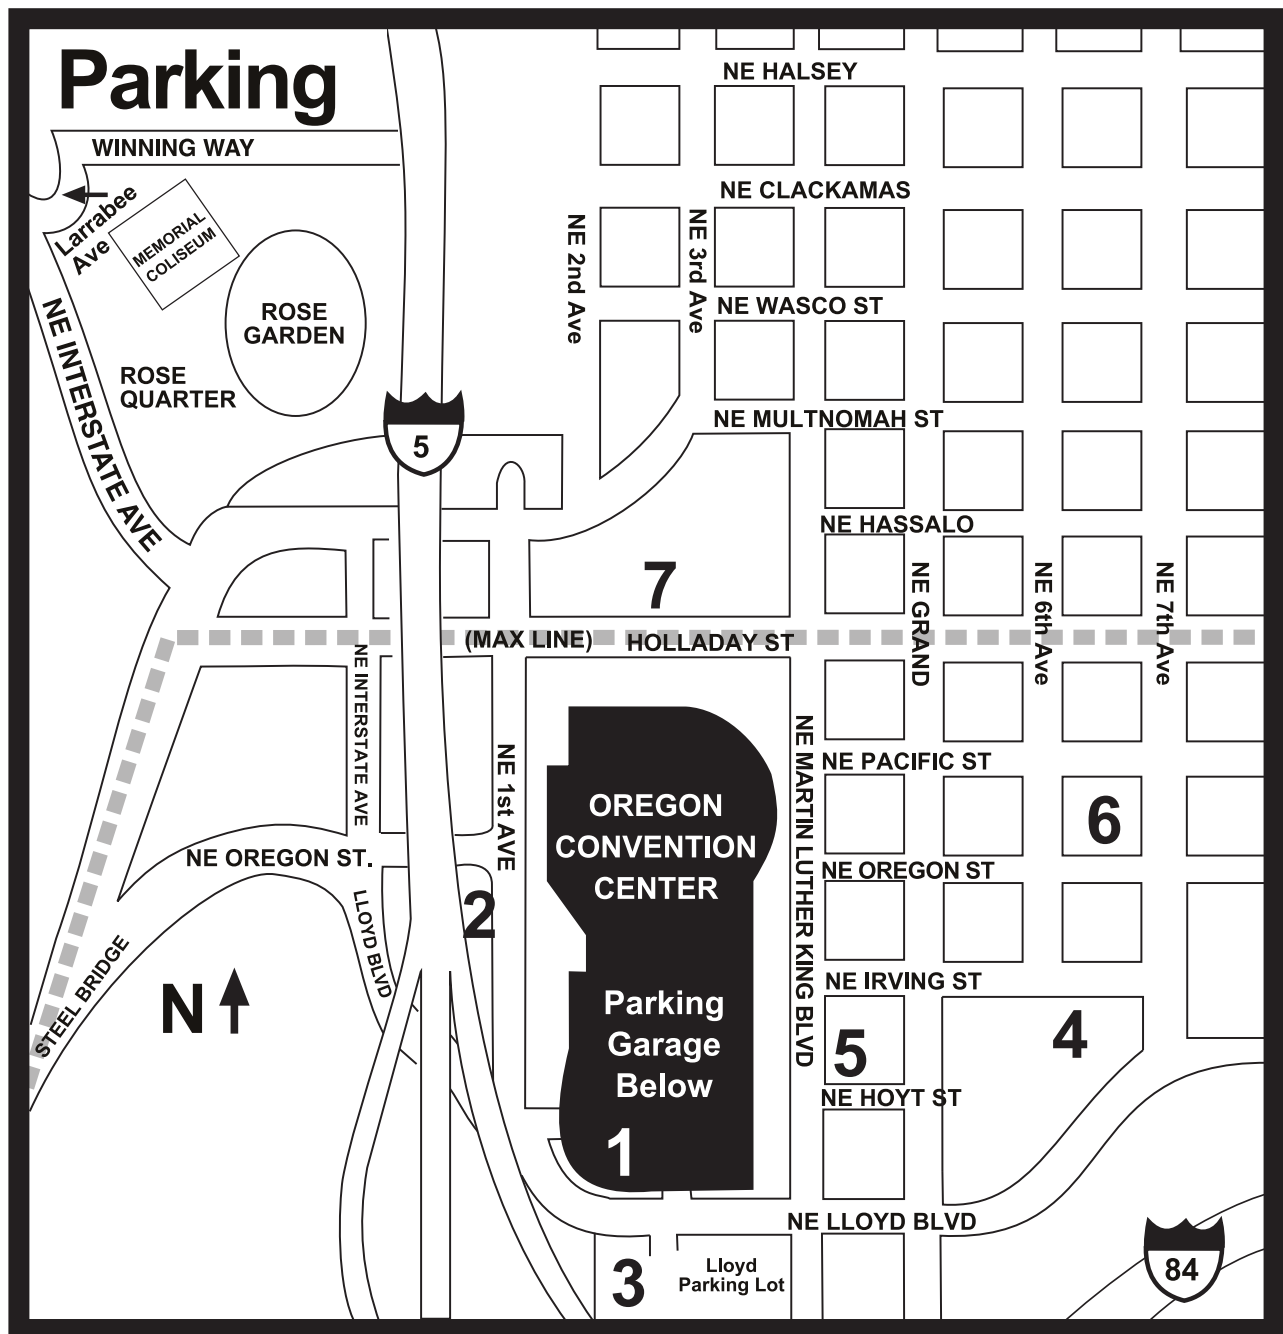 Parking
NE HALSEY
WINNING WAY
NE CLACKAMAS
Larrabee
Ave
MEMORIAL
COLISEUM
NE 2nd Ave
NE 3rd Ave
ROSE
GARDEN
NE WASCO ST
NE INTERSTATE AVE
ROSE
QUARTER
NE MULTNOMAH ST
5
NE HASSALO
7
NE GRAND
NE 6th Ave
NE 7th Ave
(MAX LINE)
HOLLADAY ST
NE INTERSTATE AVE
NE 1st AVE
NE MARTIN LUTHER KING BLVD
NE PACIFIC ST
OREGON
CONVENTION
CENTER
6
NE OREGON ST.
NE OREGON ST
2
LLOYD BLVD
STEEL BRIDGE
N
NE IRVING ST
Parking
Garage
Below
5
4
NE HOYT ST
1
NE LLOYD BLVD
3
Lloyd
Parking Lot
84